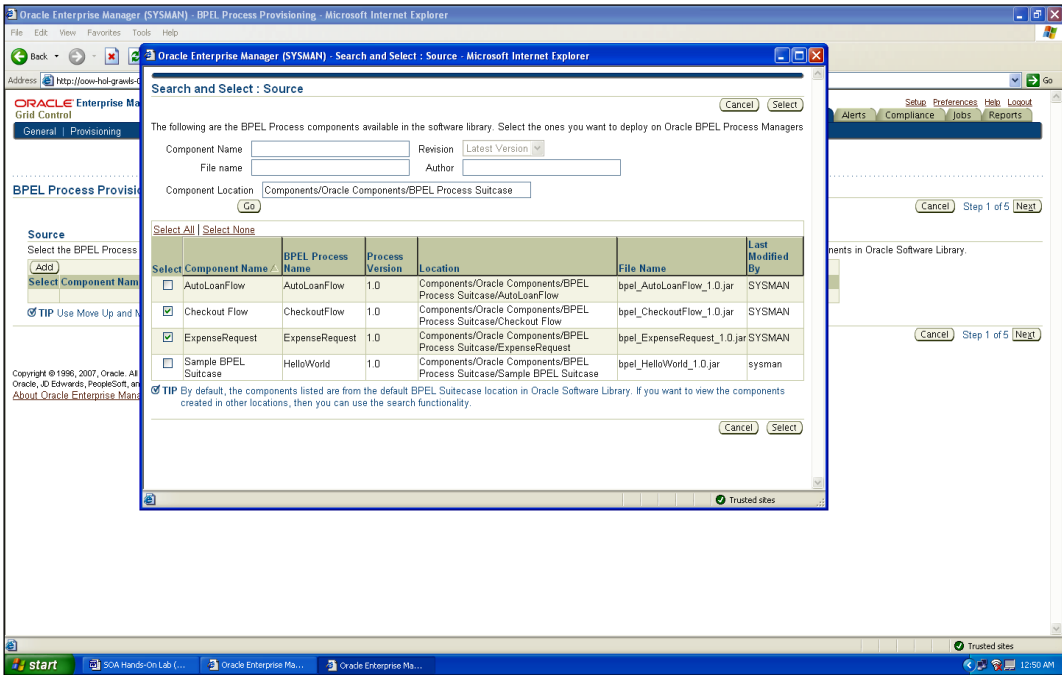 Oracle Enterprise Manager (SYSMAN) - BPEL Process Provisioning - Microsoft Internet Explorer
File Edit View Favorites Tools Help
Back
Address http://oow-hol-grawls-
Go
ORACLE Enterprise Ma
Grid Control
Setup Preferences Help Logout
Alerts Compliance Jobs Reports
General | Provisioning
BPEL Process Provisi
Cancel Step 1 of 5 Next
Source
Select the BPEL Process
nents in Oracle Software Library.
Add
Select Component Nam
TIP Use Move Up and M
Cancel Step 1 of 5 Next
Copyright © 1996, 2007, Oracle. All
Oracle, JD Edwards, PeopleSoft, an
About Oracle Enterprise Mana
Oracle Enterprise Manager (SYSMAN) - Search and Select : Source - Microsoft Internet Explorer
Search and Select : Source
Cancel Select
The following are the BPEL Process components available in the software library. Select the ones you want to deploy on Oracle BPEL Process Managers
Component Name Revision Latest Version
File name Author
Component Location Components/Oracle Components/BPEL Process Suitcase
Go
Select All | Select None
Select Component Name BPEL Process Name Process Version Location File Name Last Modified By
AutoLoanFlow AutoLoanFlow 1.0 Components/Oracle Components/BPEL Process Suitcase/AutoLoanFlow bpel_AutoLoanFlow_1.0.jar SYSMAN
Checkout Flow CheckoutFlow 1.0 Components/Oracle Components/BPEL Process Suitcase/Checkout Flow bpel_CheckoutFlow_1.0.jar SYSMAN
ExpenseRequest ExpenseRequest 1.0 Components/Oracle Components/BPEL Process Suitcase/ExpenseRequest bpel_ExpenseRequest_1.0.jar SYSMAN
Sample BPEL Suitcase HelloWorld 1.0 Components/Oracle Components/BPEL Process Suitcase/Sample BPEL Suitcase bpel_HelloWorld_1.0.jar sysman
TIP By default, the components listed are from the default BPEL Suitecase location in Oracle Software Library. If you want to view the components
created in other locations, then you can use the search functionality.
Cancel Select
Trusted sites
Trusted sites
start SOA Hands-On Lab (... Oracle Enterprise Ma... Oracle Enterprise Ma... 12:50 AM